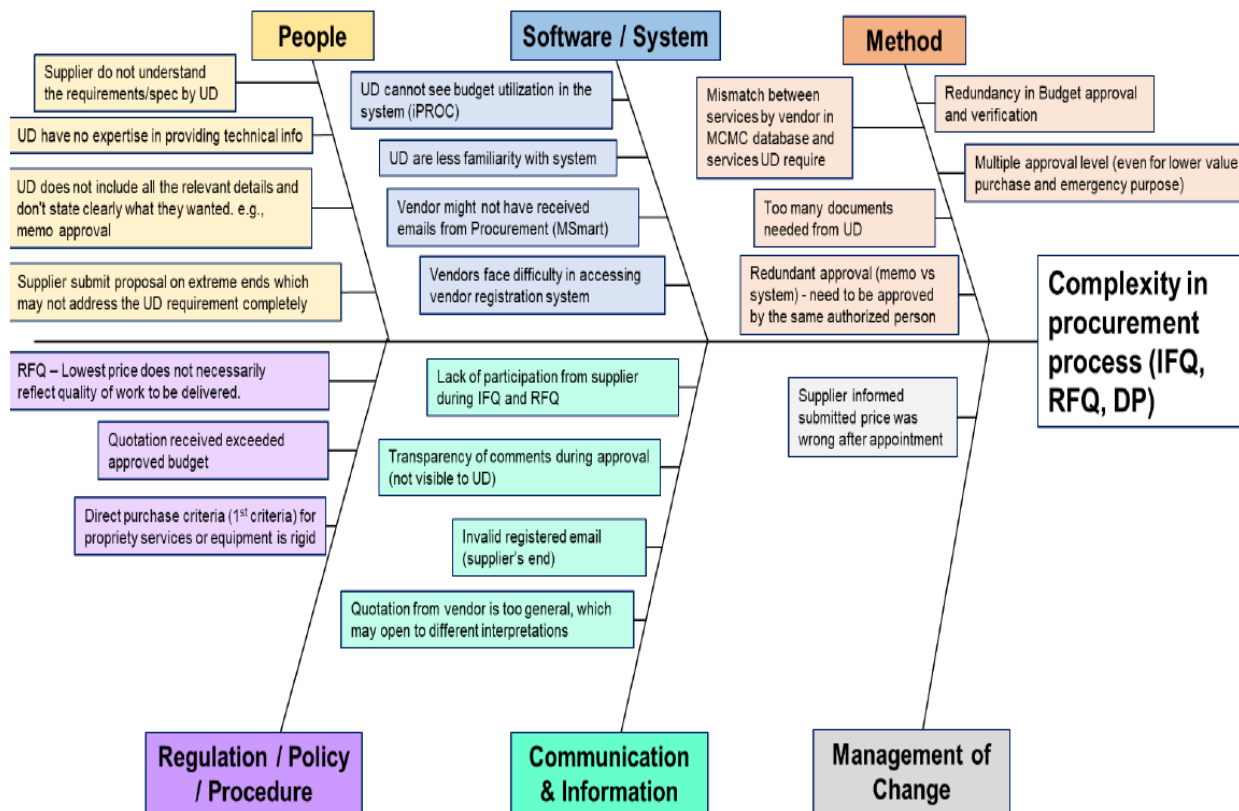 People
Software / System
Method
Supplier do not understand
the requirements/spec by UD
UD have no expertise in providing technical info
UD does not include all the relevant details and
don't state clearly what they wanted. e.g.,
memo approval
Supplier submit proposal on extreme ends which
may not address the UD requirement completely
UD cannot see budget utilization in the
system (iPROC)
UD are less familiarity with system
Vendor might not have received
emails from Procurement (MSmart)
Vendors face difficulty in accessing
vendor registration system
Mismatch between
services by vendor in
MCMC database and
services UD require
Too many documents
needed from UD
Redundant approval (memo vs
system) - need to be approved
by the same authorized person
Redundancy in Budget approval
and verification
Multiple approval level (even for lower value
purchase and emergency purpose)
Complexity in
procurement
process (IFQ,
RFQ, DP)
RFQ – Lowest price does not necessarily
reflect quality of work to be delivered.
Quotation received exceeded
approved budget
Direct purchase criteria (1st criteria) for
propriety services or equipment is rigid
Lack of participation from supplier
during IFQ and RFQ
Transparency of comments during approval
(not visible to UD)
Invalid registered email
(supplier's end)
Quotation from vendor is too general, which
may open to different interpretations
Supplier informed
submitted price was
wrong after appointment
Regulation / Policy
/ Procedure
Communication
& Information
Management of
Change